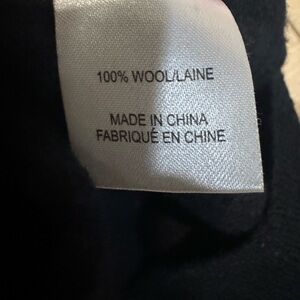 100% WOOL/LAINE
MADE IN CHINA
FABRIQUÉ EN CHINE